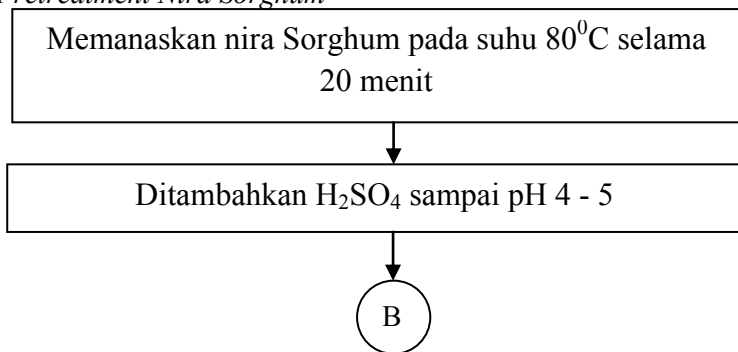 Pretreatment Nira Sorghum
Memanaskan nira Sorghum pada suhu 80⁰C selama
20 menit
Ditambahkan H₂SO₄ sampai pH 4 - 5
B